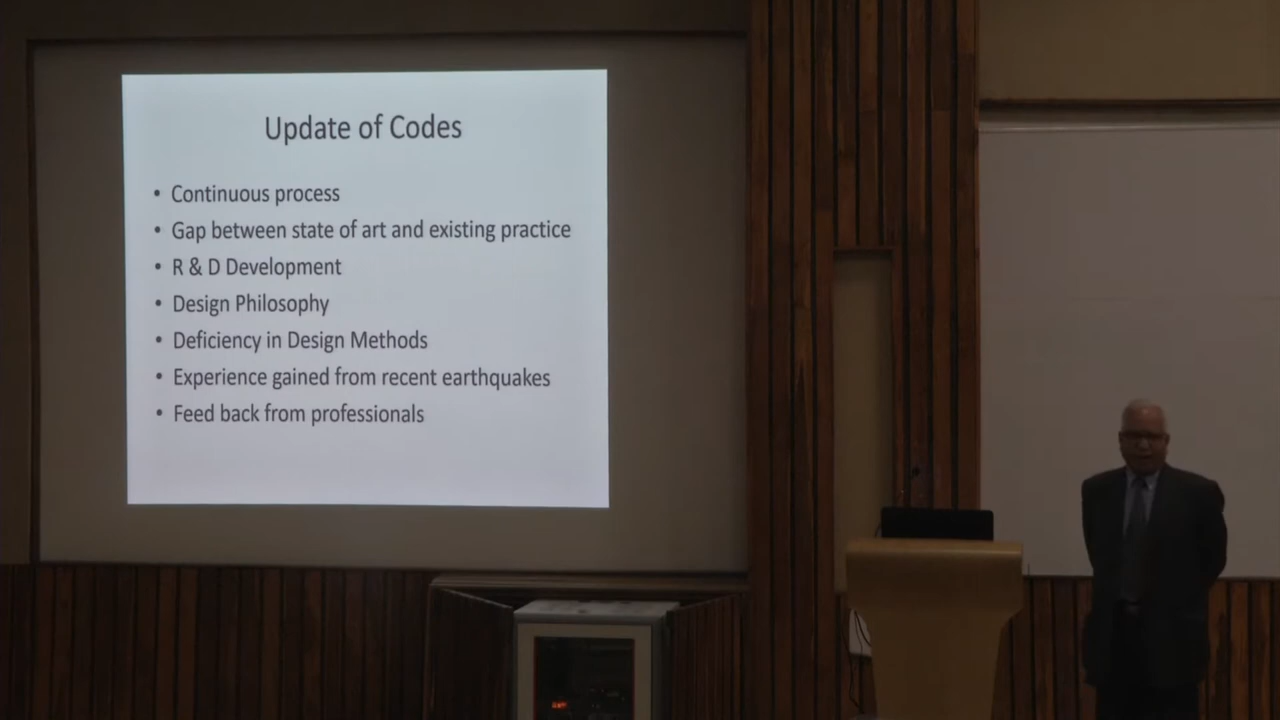 Update of Codes
• Continuous process
• Gap between state of art and existing practice
• R & D Development
• Design Philosophy
• Deficiency in Design Methods
• Experience gained from recent earthquakes
• Feed back from professionals